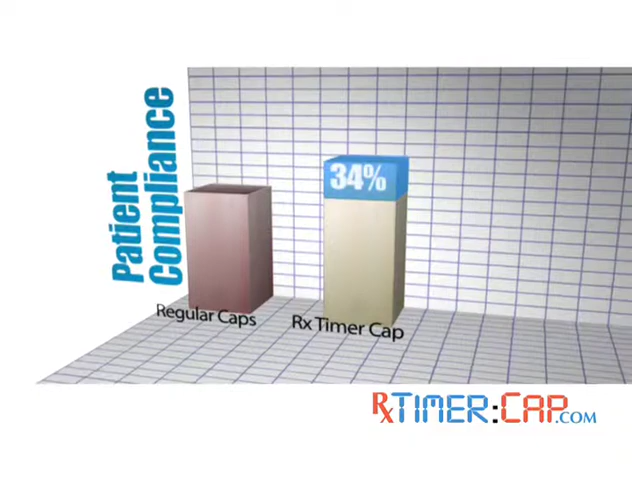 Patient
Compliance
34%
Regular Caps
Rx Timer Cap
RxTIMER:CAP.COM